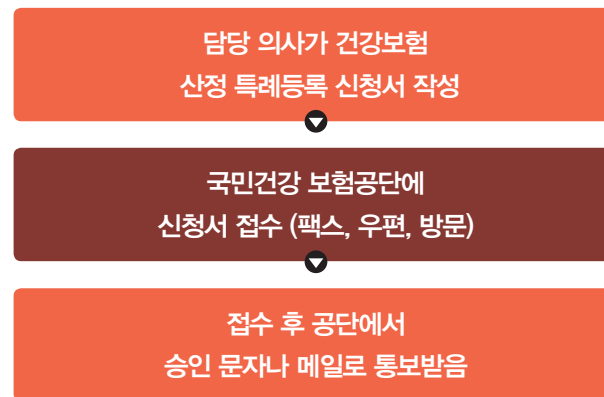 담당 의사가 건강보험
산정 특례등록 신청서 작성
국민건강 보험공단에
신청서 접수 (팩스, 우편, 방문)
접수 후 공단에서
승인 문자나 메일로 통보받음